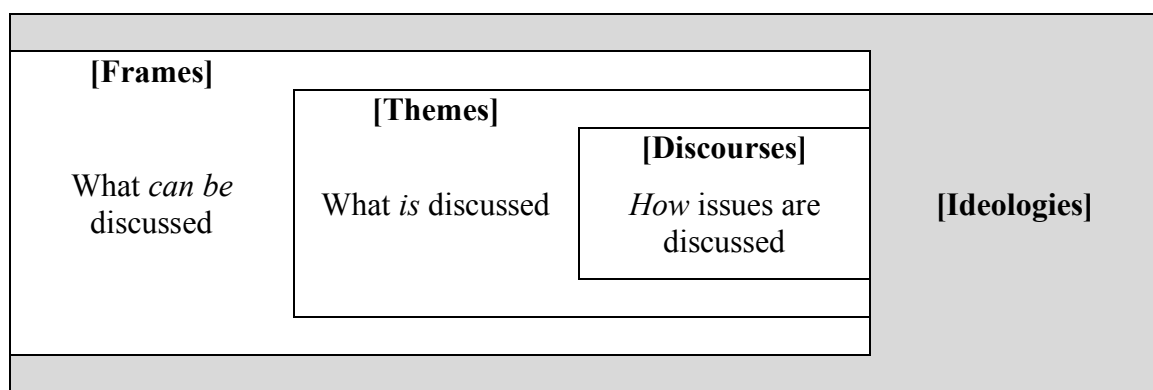 [Frames]
What can be
discussed
[Themes]
What is discussed
[Discourses]
How issues are
discussed
[Ideologies]